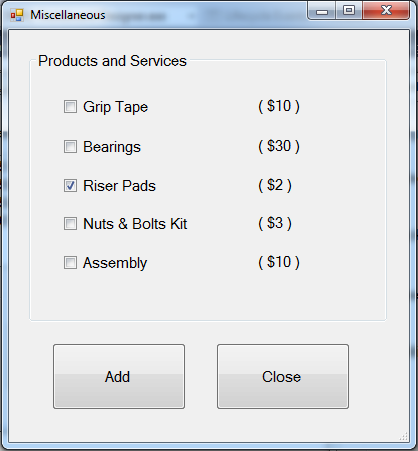 Miscellaneous
Products and Services
Grip Tape ( $10 )
Bearings ( $30 )
Riser Pads ( $2 )
Nuts & Bolts Kit ( $3 )
Assembly ( $10 )
Add Close